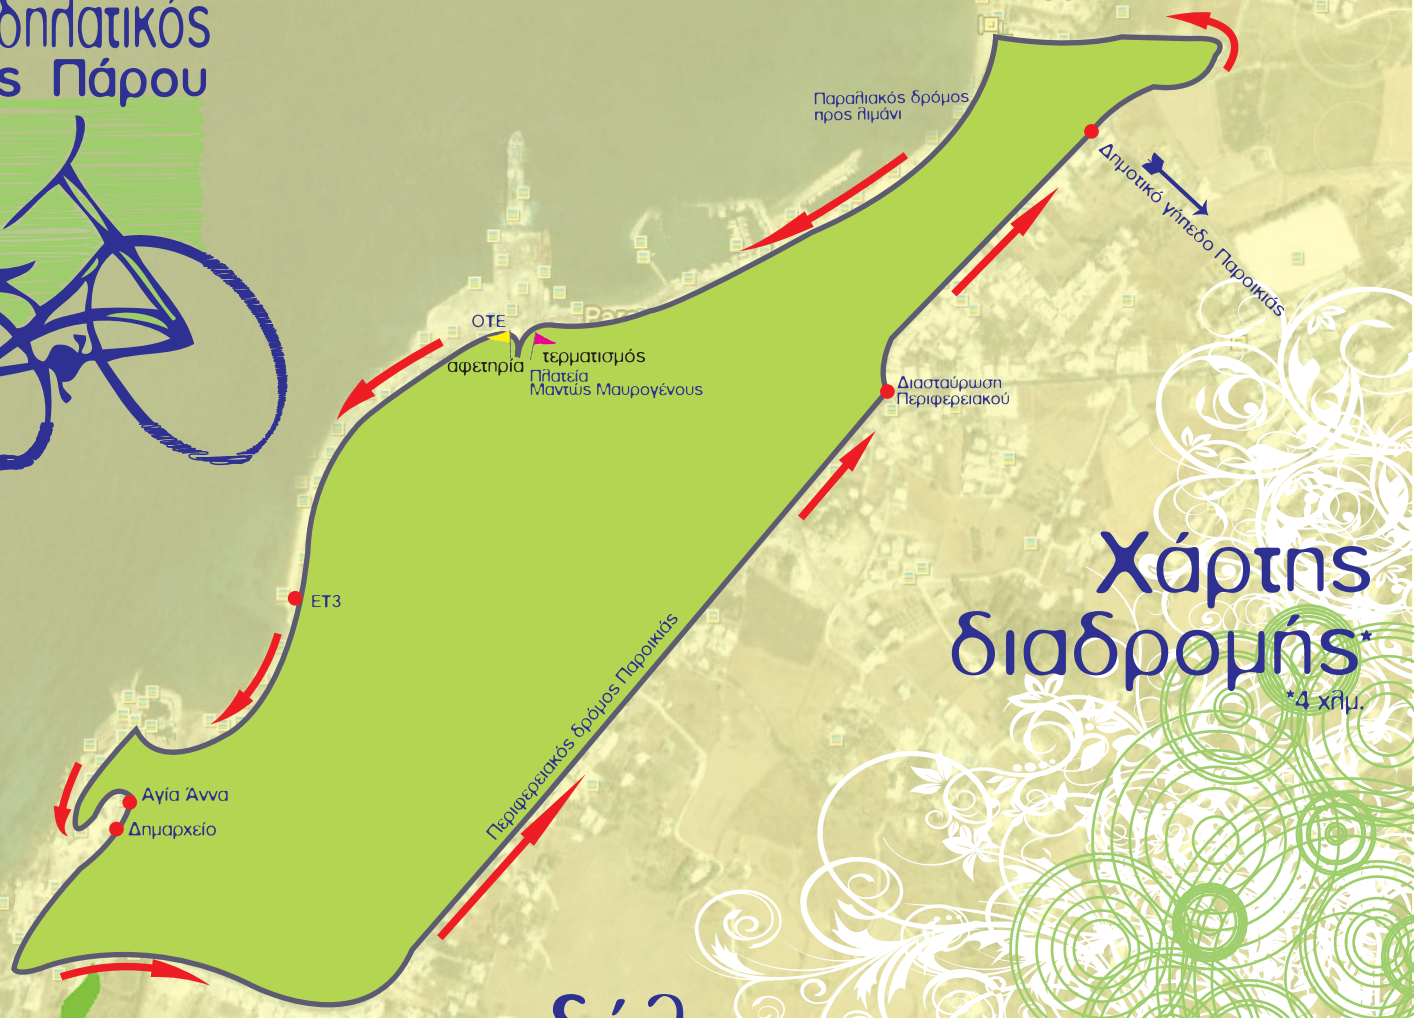 δηλατικός
ς Πάρου
Παραλιακός δρόμος
προς λιμάνι
Δημοτικό γήπεδο Παροικιάς
ΟΤΕ
αφετηρία
τερματισμός
Πλατεία
Μαντώς Μαυρογένους
Διασταύρωση
Περιφερειακού
ΕΤ3
Χάρτης
διαδρομής*
*4 χλμ.
Περιφερειακός δρόμος Παροικιάς
Αγία Άννα
Δημαρχείο